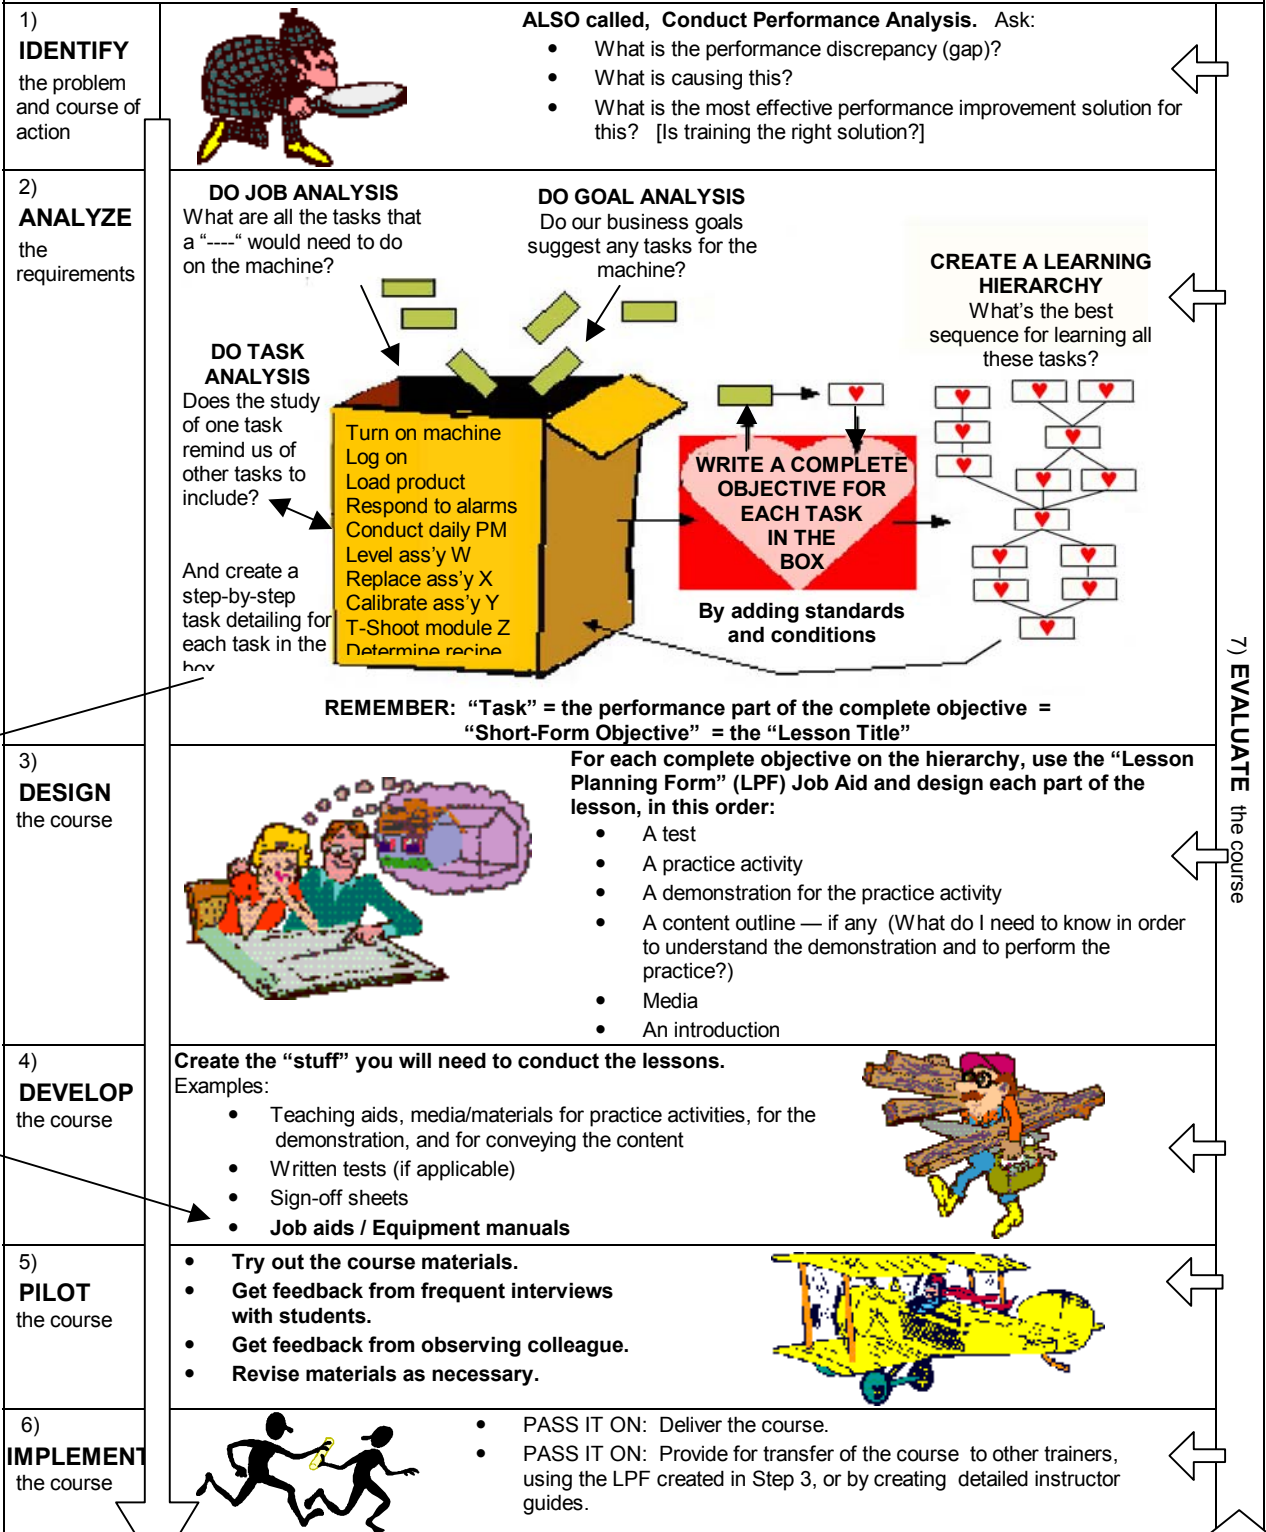 1)
IDENTIFY
the problem
and course of
action
ALSO called, Conduct Performance Analysis. Ask:
• What is the performance discrepancy (gap)?
• What is causing this?
• What is the most effective performance improvement solution for
this? [Is training the right solution?]
2)
ANALYZE
the
requirements
DO JOB ANALYSIS
What are all the tasks that
a “----“ would need to do
on the machine?
DO GOAL ANALYSIS
Do our business goals
suggest any tasks for the
machine?
CREATE A LEARNING
HIERARCHY
What’s the best
sequence for learning all
these tasks?
DO TASK
ANALYSIS
Does the study
of one task
remind us of
other tasks to
include?
And create a
step-by-step
task detailing for
each task in the
box
Turn on machine
Log on
Load product
Respond to alarms
Conduct daily PM
Level ass’y W
Replace ass’y X
Calibrate ass’y Y
T-Shoot module Z
Determine recipe
WRITE A COMPLETE
OBJECTIVE FOR
EACH TASK
IN THE
BOX
By adding standards
and conditions
REMEMBER: “Task” = the performance part of the complete objective =
“Short-Form Objective” = the “Lesson Title”
3)
DESIGN
the course
For each complete objective on the hierarchy, use the “Lesson
Planning Form” (LPF) Job Aid and design each part of the
lesson, in this order:
• A test
• A practice activity
• A demonstration for the practice activity
• A content outline — if any (What do I need to know in order
to understand the demonstration and to perform the
practice?)
• Media
• An introduction
4)
DEVELOP
the course
Create the “stuff” you will need to conduct the lessons.
Examples:
• Teaching aids, media/materials for practice activities, for the
demonstration, and for conveying the content
• Written tests (if applicable)
• Sign-off sheets
• Job aids / Equipment manuals
5)
PILOT
the course
• Try out the course materials.
• Get feedback from frequent interviews
with students.
• Get feedback from observing colleague.
• Revise materials as necessary.
6)
IMPLEMENT
the course
• PASS IT ON: Deliver the course.
• PASS IT ON: Provide for transfer of the course to other trainers,
using the LPF created in Step 3, or by creating detailed instructor
guides.
7) EVALUATE the course